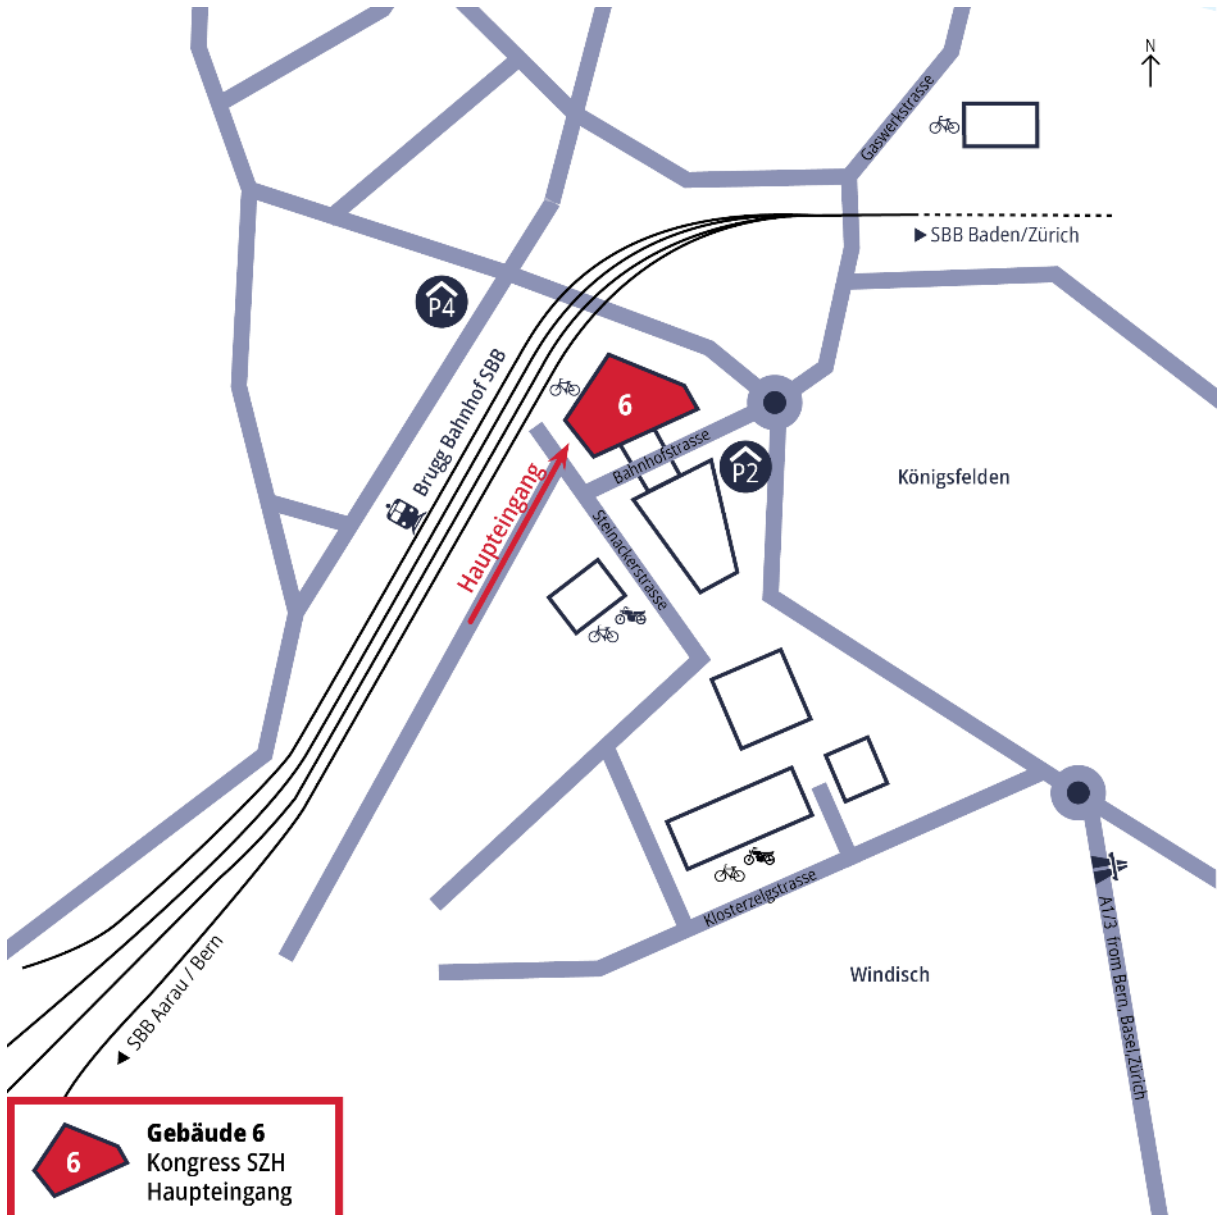 N
Gaswerkstrasse
SBB Baden/Zürich
P4
Brugg Bahnhof SBB
6
Bahnhofstrasse
P2
Königsfelden
Haupteingang
Steinackerstrasse
Klosterzelgstrasse
A1/3 from Bern, Basel,Zürich
SBB Aarau / Bern
Windisch
6
Gebäude 6
Kongress SZH
Haupteingang